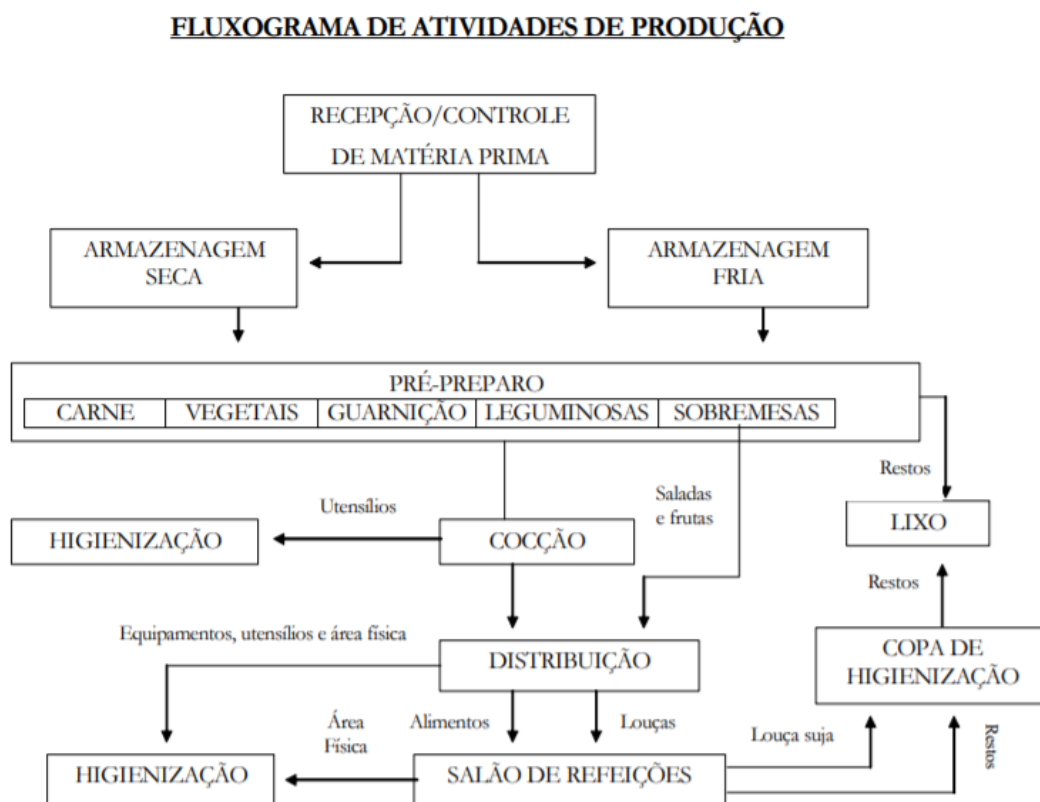 FLUXOGRAMA DE ATIVIDADES DE PRODUÇÃO
RECEPÇÃO/CONTROLE
DE MATÉRIA PRIMA
ARMAZENAGEM
SECA
ARMAZENAGEM
FRIA
PRÉ-PREPARO
CARNE
VEGETAIS
GUARNIÇÃO
LEGUMINOSAS
SOBREMESAS
Restos
Saladas
e frutas
Utensílios
HIGIENIZAÇÃO
COCÇÃO
LIXO
Restos
Equipamentos, utensílios e área física
DISTRIBUIÇÃO
COPA DE
HIGIENIZAÇÃO
Área
Física
Alimentos
Louças
Louça suja
Restos
HIGIENIZAÇÃO
SALÃO DE REFEIÇÕES